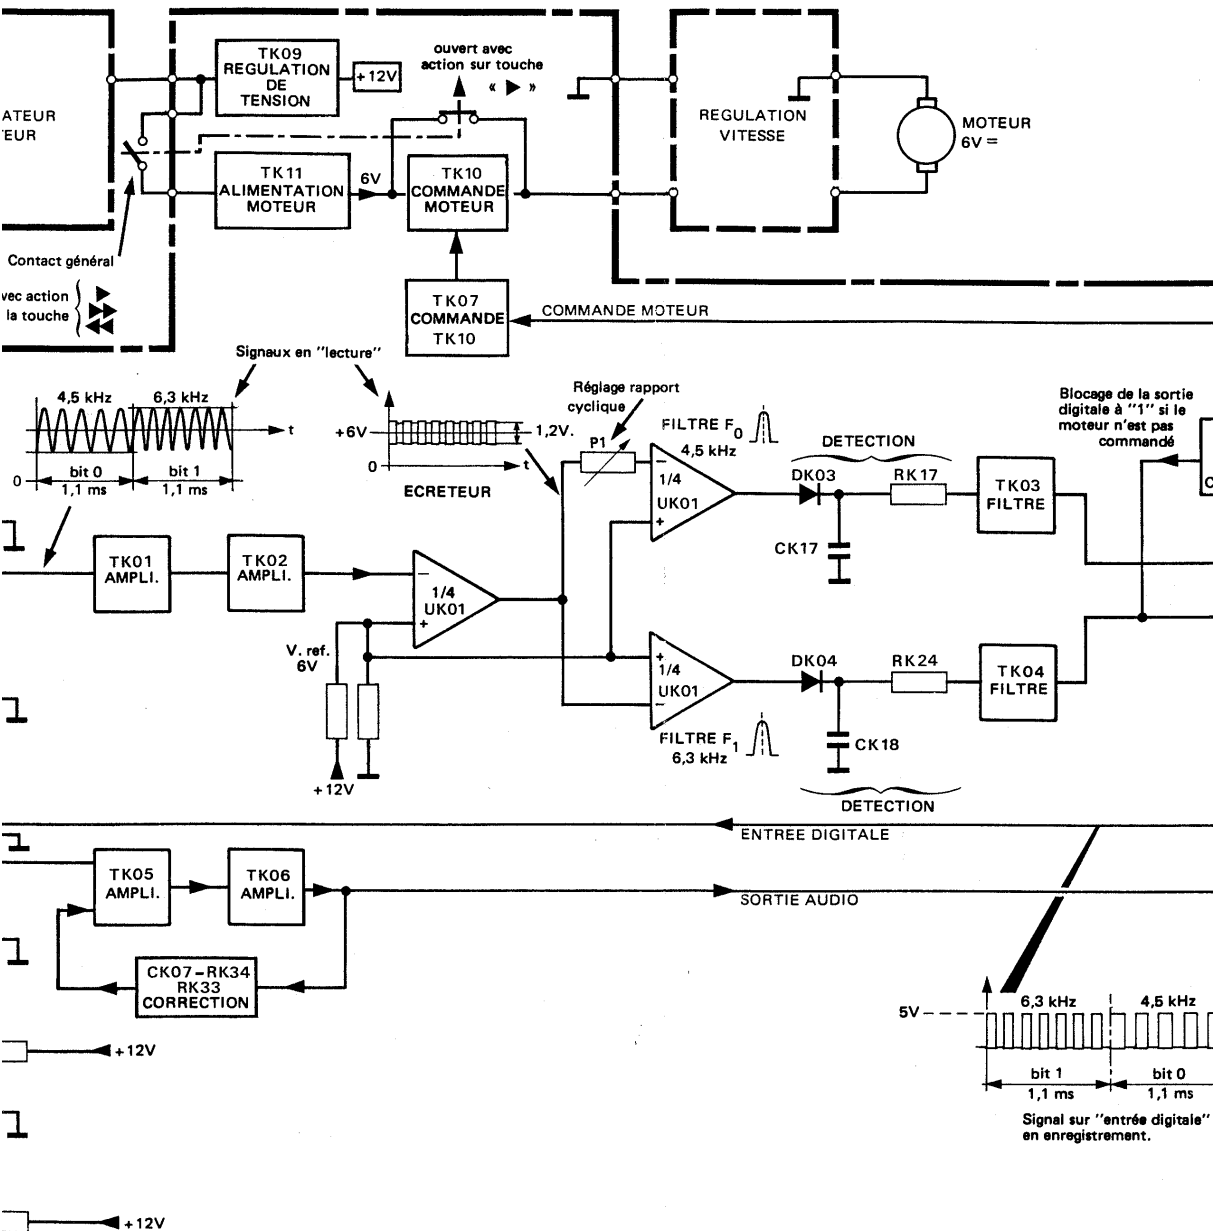 TK09
REGULATION
DE
TENSION
+12V
ouvert avec
action sur touche
« ▶ »
ATEUR
TEUR
REGULATION
VITESSE
MOTEUR
6V =
TK11
ALIMENTATION
MOTEUR
6V
TK10
COMMANDE
MOTEUR
Contact général
vec action
la touche
TK07
COMMANDE
TK10
COMMANDE MOTEUR
Signaux en "lecture"
4,5 kHz
6,3 kHz
t
0
bit 0
bit 1
1,1 ms
1,1 ms
+6V
1,2V.
0
t
ECRETEUR
Réglage rapport
cyclique
P1
FILTRE F0
4,5 kHz
1/4
UK01
DETECTION
DK03
RK17
CK17
TK03
FILTRE
Blocage de la sortie
digitale à "1" si le
moteur n'est pas
commandé
C
TK01
AMPLI.
TK02
AMPLI.
1/4
UK01
V. ref.
6V
+12V
1/4
UK01
FILTRE F1
6,3 kHz
DK04
RK24
CK18
TK04
FILTRE
DETECTION
ENTREE DIGITALE
TK05
AMPLI.
TK06
AMPLI.
SORTIE AUDIO
CK07-RK34
RK33
CORRECTION
+12V
5V
6,3 kHz
4,5 kHz
bit 1
bit 0
1,1 ms
1,1 ms
Signal sur "entrée digitale"
en enregistrement.
+12V